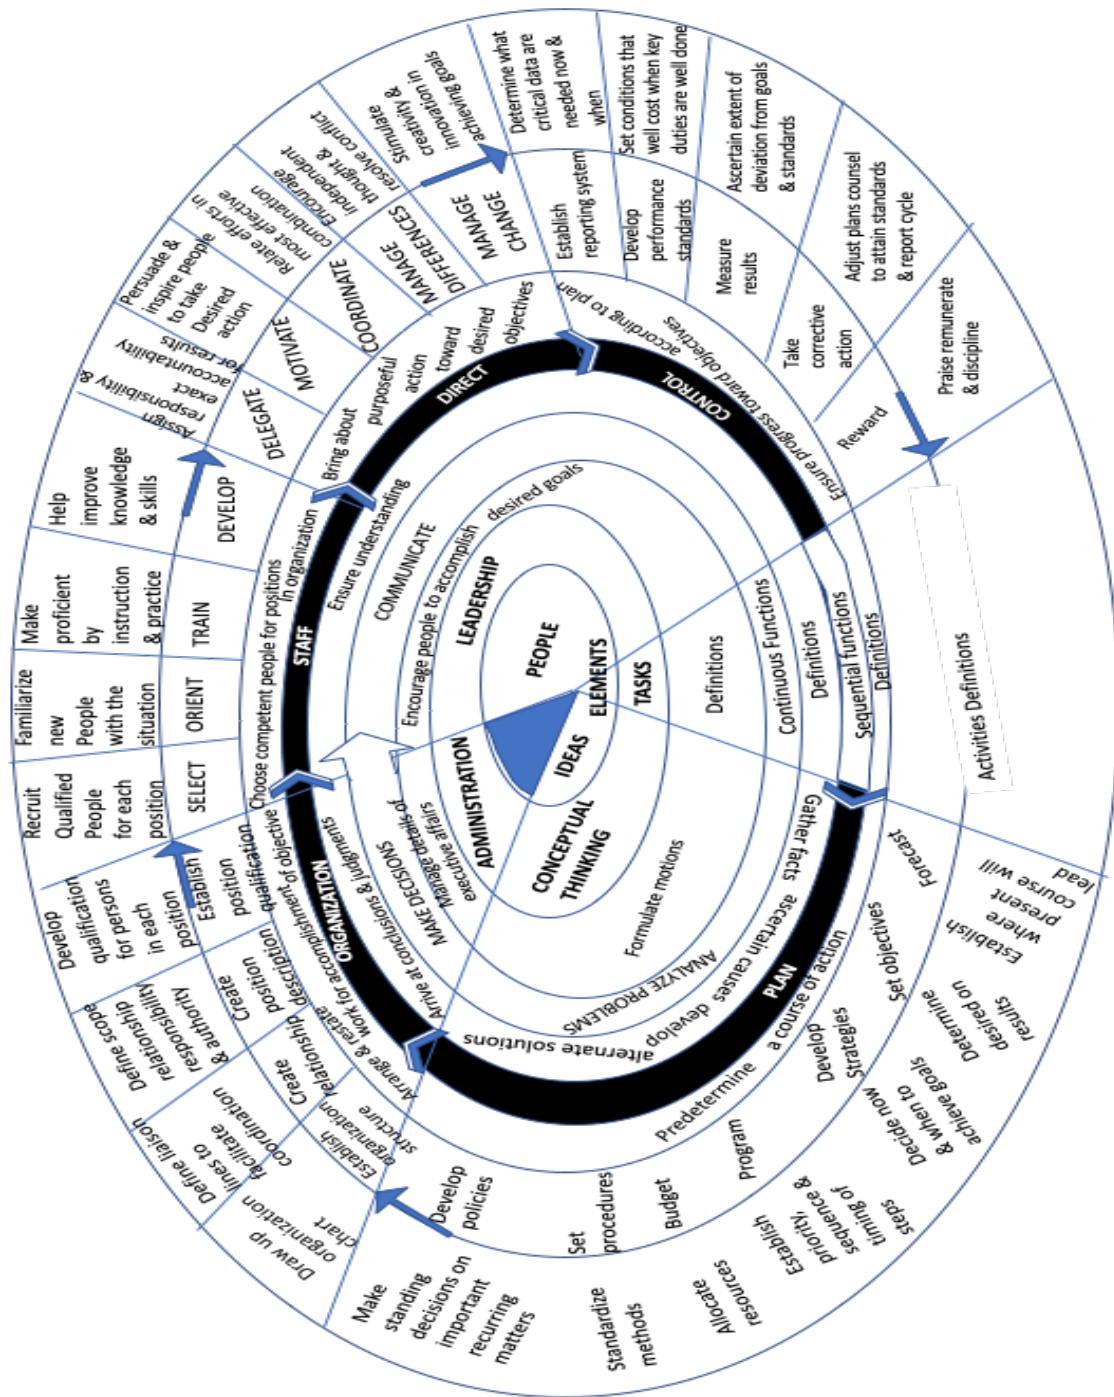 PEOPLE
ELEMENTS
IDEAS
TASKS
LEADERSHIP
ADMINISTRATION
CONCEPTUAL
THINKING
Definitions
Encourage people to accomplish
desired goals
Manage details of
executive affairs
Formulate motions
COMMUNICATE
MAKE DECISIONS
ANALYZE PROBLEMS
Continuous Functions
Ensure understanding
Arrive at conclusions & judgments
Gather facts ascertain causes develop
alternate solutions
Definitions
PLAN
ORGANIZATION
STAFF
DIRECT
CONTROL
Sequential functions
Definitions
Predetermine a course of action
Arrange & restate
work for accomplishment of objective
Choose competent people for positions
In organization
Bring about
purposeful
action
toward
desired
objectives
Ensure progress toward objectives
according to plan
Activities Definitions
Forecast
Establish
where
present
course will
lead
Set objectives
Determine
desired on
results
Develop
Strategies
Decide now
& when to
achieve goals
Program
Establish
priority,
sequence &
timing of
steps
Budget
Allocate
resources
Set
procedures
Standardize
methods
Develop
policies
Make
standing
decisions on
important
recurring
matters
Establish
organization
structure
Draw up
organization
chart
Create
relationship
Define liaison
lines to
facilitate
coordination
Create
position
description
Define scope
relationship
responsibility
& authority
Establish
position
qualification
Develop
qualification
for persons
in each
position
SELECT
Recruit
Qualified
People
for each
position
ORIENT
Familiarize
new
People
with the
situation
TRAIN
Make
proficient
by
instruction
& practice
DEVELOP
Help
improve
knowledge
& skills
DELEGATE
Assign
responsibility &
exact
accountability
for results
MOTIVATE
Persuade &
inspire people
to take
Desired
action
COORDINATE
Relate efforts in
most effective
combination
MANAGE
DIFFERENCES
Encourage
independent
thought &
resolve conflict
MANAGE
CHANGE
Stimulate
creativity &
innovation in
achieving goals
Establish
reporting system
Determine what
critical data are
needed now &
when
Develop
performance
standards
Set conditions that
well cost when key
duties are well done
Measure
results
Ascertain extent of
deviation from goals
& standards
Take
corrective
action
Adjust plans counsel
to attain standards
& report cycle
Reward
Praise remunerate
& discipline